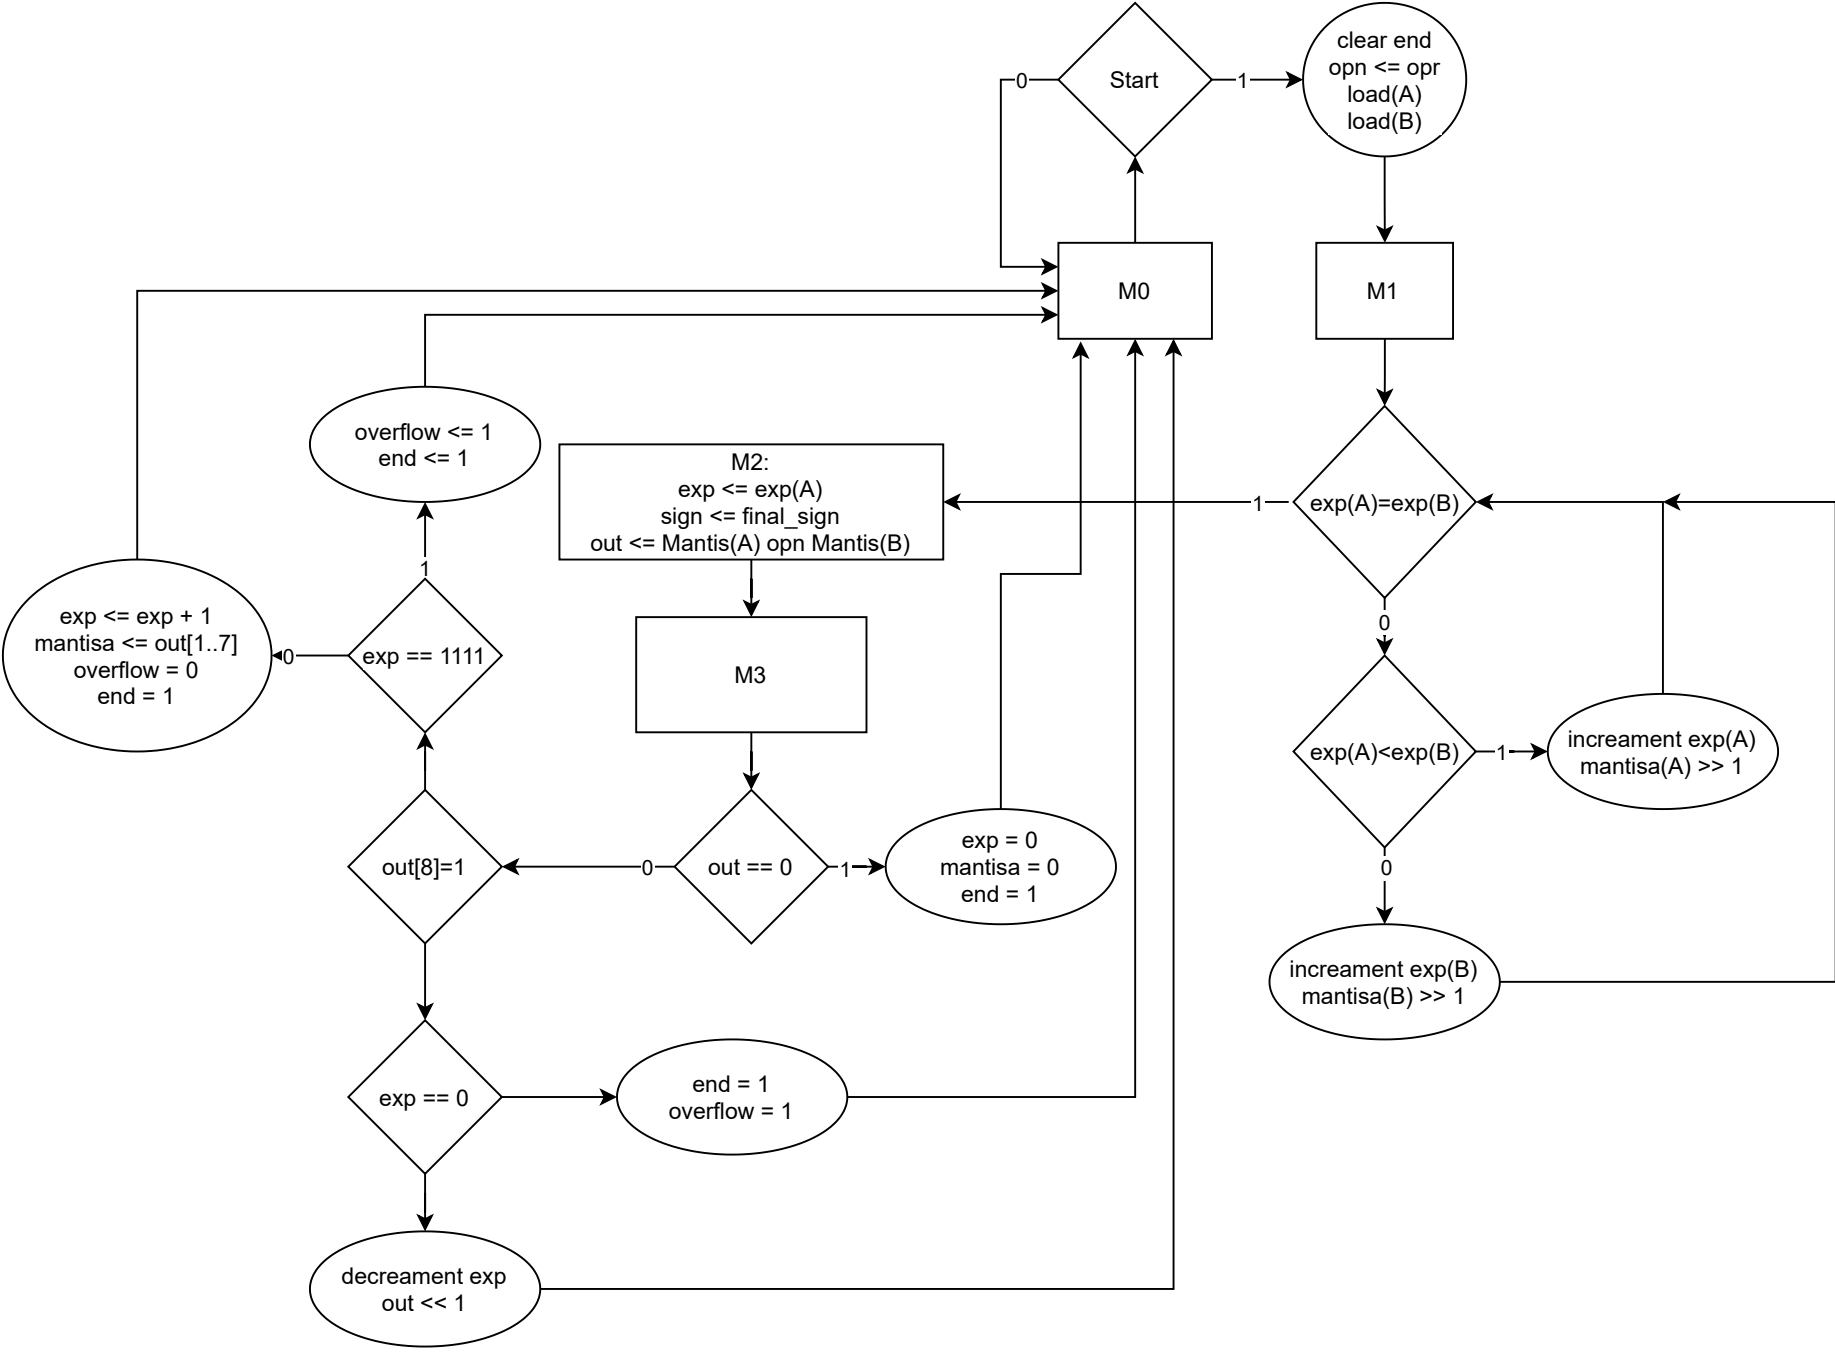 Start
0
1
clear end
opn <= opr
load(A)
load(B)
M0
M1
overflow <= 1
end <= 1
M2:
exp <= exp(A)
sign <= final_sign
out <= Mantis(A) opn Mantis(B)
1
exp(A)=exp(B)
1
0
exp <= exp + 1
mantisa <= out[1..7]
overflow = 0
end = 1
0
exp == 1111
M3
exp(A)<exp(B)
1
increament exp(A)
mantisa(A) >> 1
out[8]=1
0
out == 0
1
exp = 0
mantisa = 0
end = 1
0
increament exp(B)
mantisa(B) >> 1
exp == 0
end = 1
overflow = 1
decreament exp
out << 1